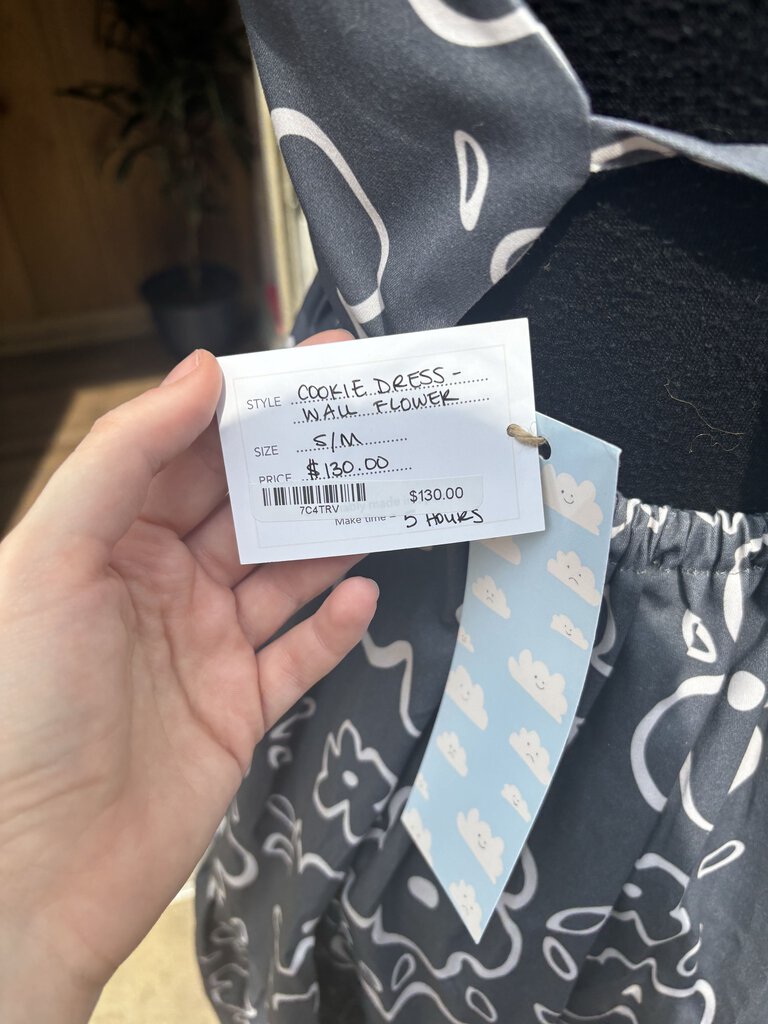 STYLE COOKIE DRESS -
WALL FLOWER
SIZE S/M
PRICE $130.00
$130.00
7C4TRV
Make time - 5 HOURS